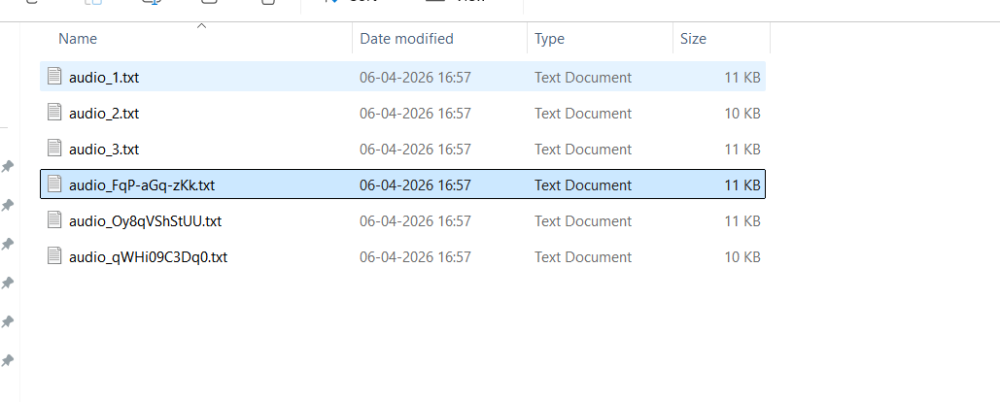 Name Date modified Type Size
audio_1.txt 06-04-2026 16:57 Text Document 11 KB
audio_2.txt 06-04-2026 16:57 Text Document 10 KB
audio_3.txt 06-04-2026 16:57 Text Document 11 KB
audio_FqP-aGq-zKk.txt 06-04-2026 16:57 Text Document 11 KB
audio_Oy8qVShStUU.txt 06-04-2026 16:57 Text Document 11 KB
audio_qWHi09C3Dq0.txt 06-04-2026 16:57 Text Document 10 KB